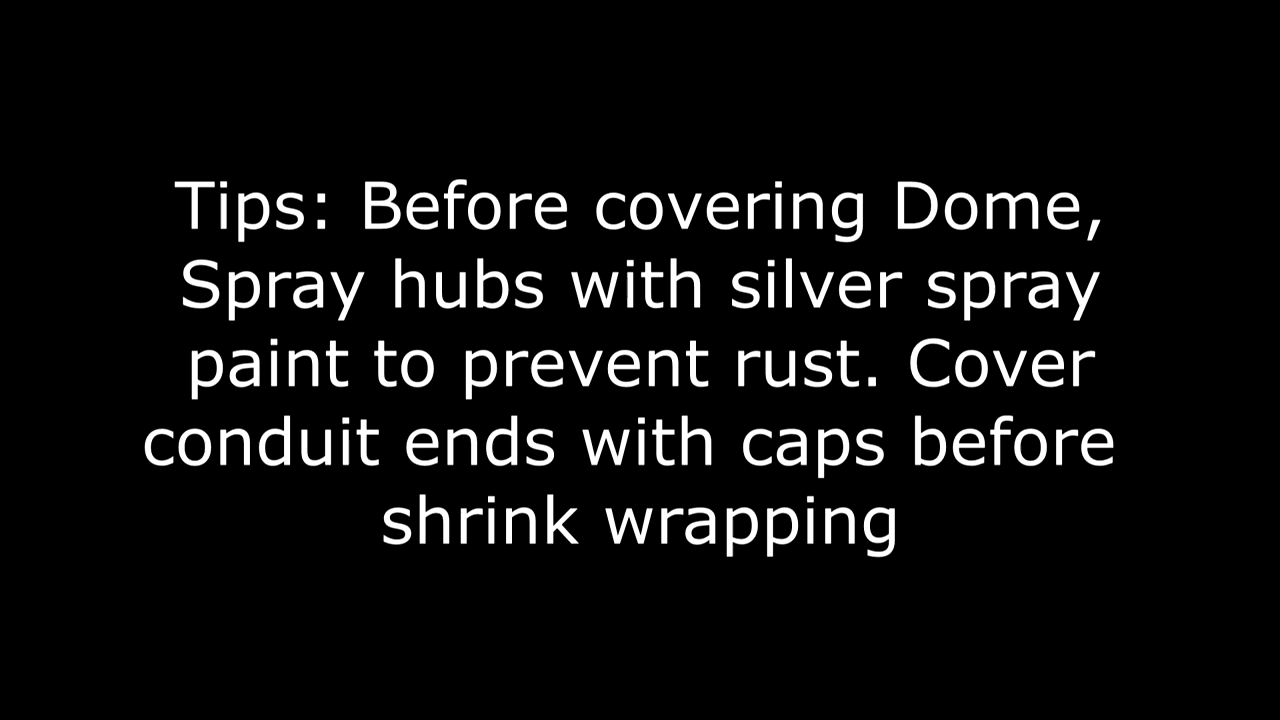 Tips: Before covering Dome,
Spray hubs with silver spray
paint to prevent rust. Cover
conduit ends with caps before
shrink wrapping